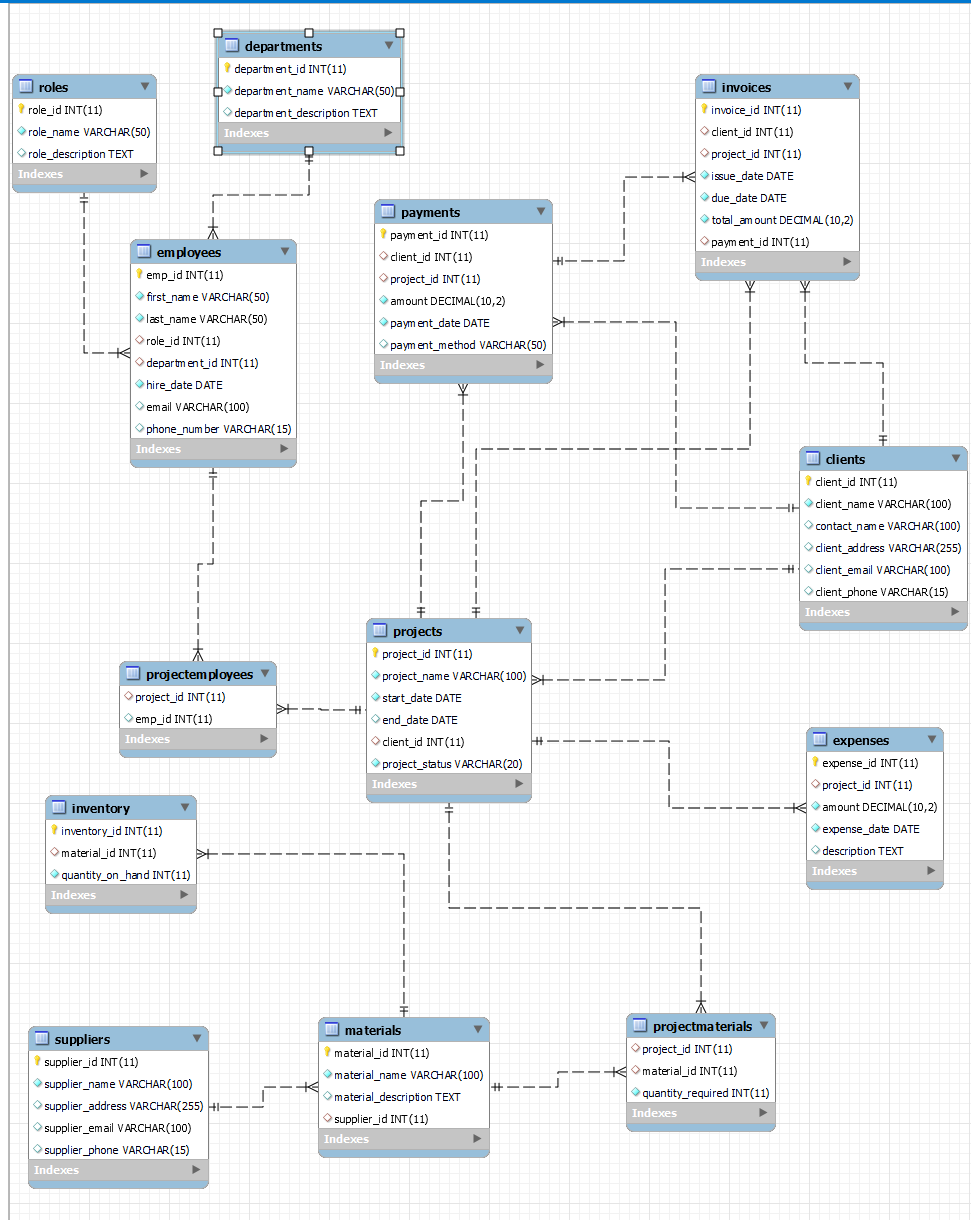 departments
department_id INT(11)
department_name VARCHAR(50)
department_description TEXT
Indexes
roles
role_id INT(11)
role_name VARCHAR(50)
role_description TEXT
Indexes
invoices
invoice_id INT(11)
client_id INT(11)
project_id INT(11)
issue_date DATE
due_date DATE
total_amount DECIMAL(10,2)
payment_id INT(11)
Indexes
payments
payment_id INT(11)
client_id INT(11)
project_id INT(11)
amount DECIMAL(10,2)
payment_date DATE
payment_method VARCHAR(50)
Indexes
employees
emp_id INT(11)
first_name VARCHAR(50)
last_name VARCHAR(50)
role_id INT(11)
department_id INT(11)
hire_date DATE
email VARCHAR(100)
phone_number VARCHAR(15)
Indexes
clients
client_id INT(11)
client_name VARCHAR(100)
contact_name VARCHAR(100)
client_address VARCHAR(255)
client_email VARCHAR(100)
client_phone VARCHAR(15)
Indexes
projects
project_id INT(11)
project_name VARCHAR(100)
start_date DATE
end_date DATE
client_id INT(11)
project_status VARCHAR(20)
Indexes
projectemployees
project_id INT(11)
emp_id INT(11)
Indexes
expenses
expense_id INT(11)
project_id INT(11)
amount DECIMAL(10,2)
expense_date DATE
description TEXT
Indexes
inventory
inventory_id INT(11)
material_id INT(11)
quantity_on_hand INT(11)
Indexes
suppliers
supplier_id INT(11)
supplier_name VARCHAR(100)
supplier_address VARCHAR(255)
supplier_email VARCHAR(100)
supplier_phone VARCHAR(15)
Indexes
materials
material_id INT(11)
material_name VARCHAR(100)
material_description TEXT
supplier_id INT(11)
Indexes
projectmaterials
project_id INT(11)
material_id INT(11)
quantity_required INT(11)
Indexes